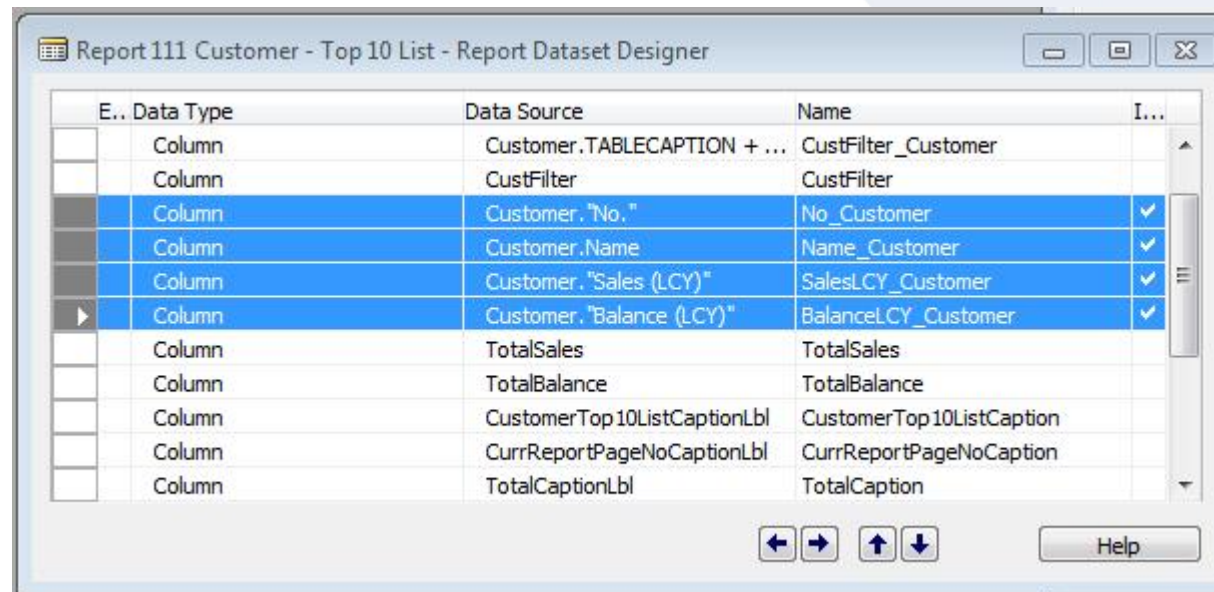 Report 111 Customer - Top 10 List - Report Dataset Designer
E.. Data Type Data Source Name I...
Column Customer.TABLECAPTION + ... CustFilter_Customer
Column CustFilter CustFilter
Column Customer."No." No_Customer
Column Customer.Name Name_Customer
Column Customer."Sales (LCY)" SalesLCY_Customer
Column Customer."Balance (LCY)" BalanceLCY_Customer
Column TotalSales TotalSales
Column TotalBalance TotalBalance
Column CustomerTop10ListCaptionLbl CustomerTop10ListCaption
Column CurrReportPageNoCaptionLbl CurrReportPageNoCaption
Column TotalCaptionLbl TotalCaption
Help